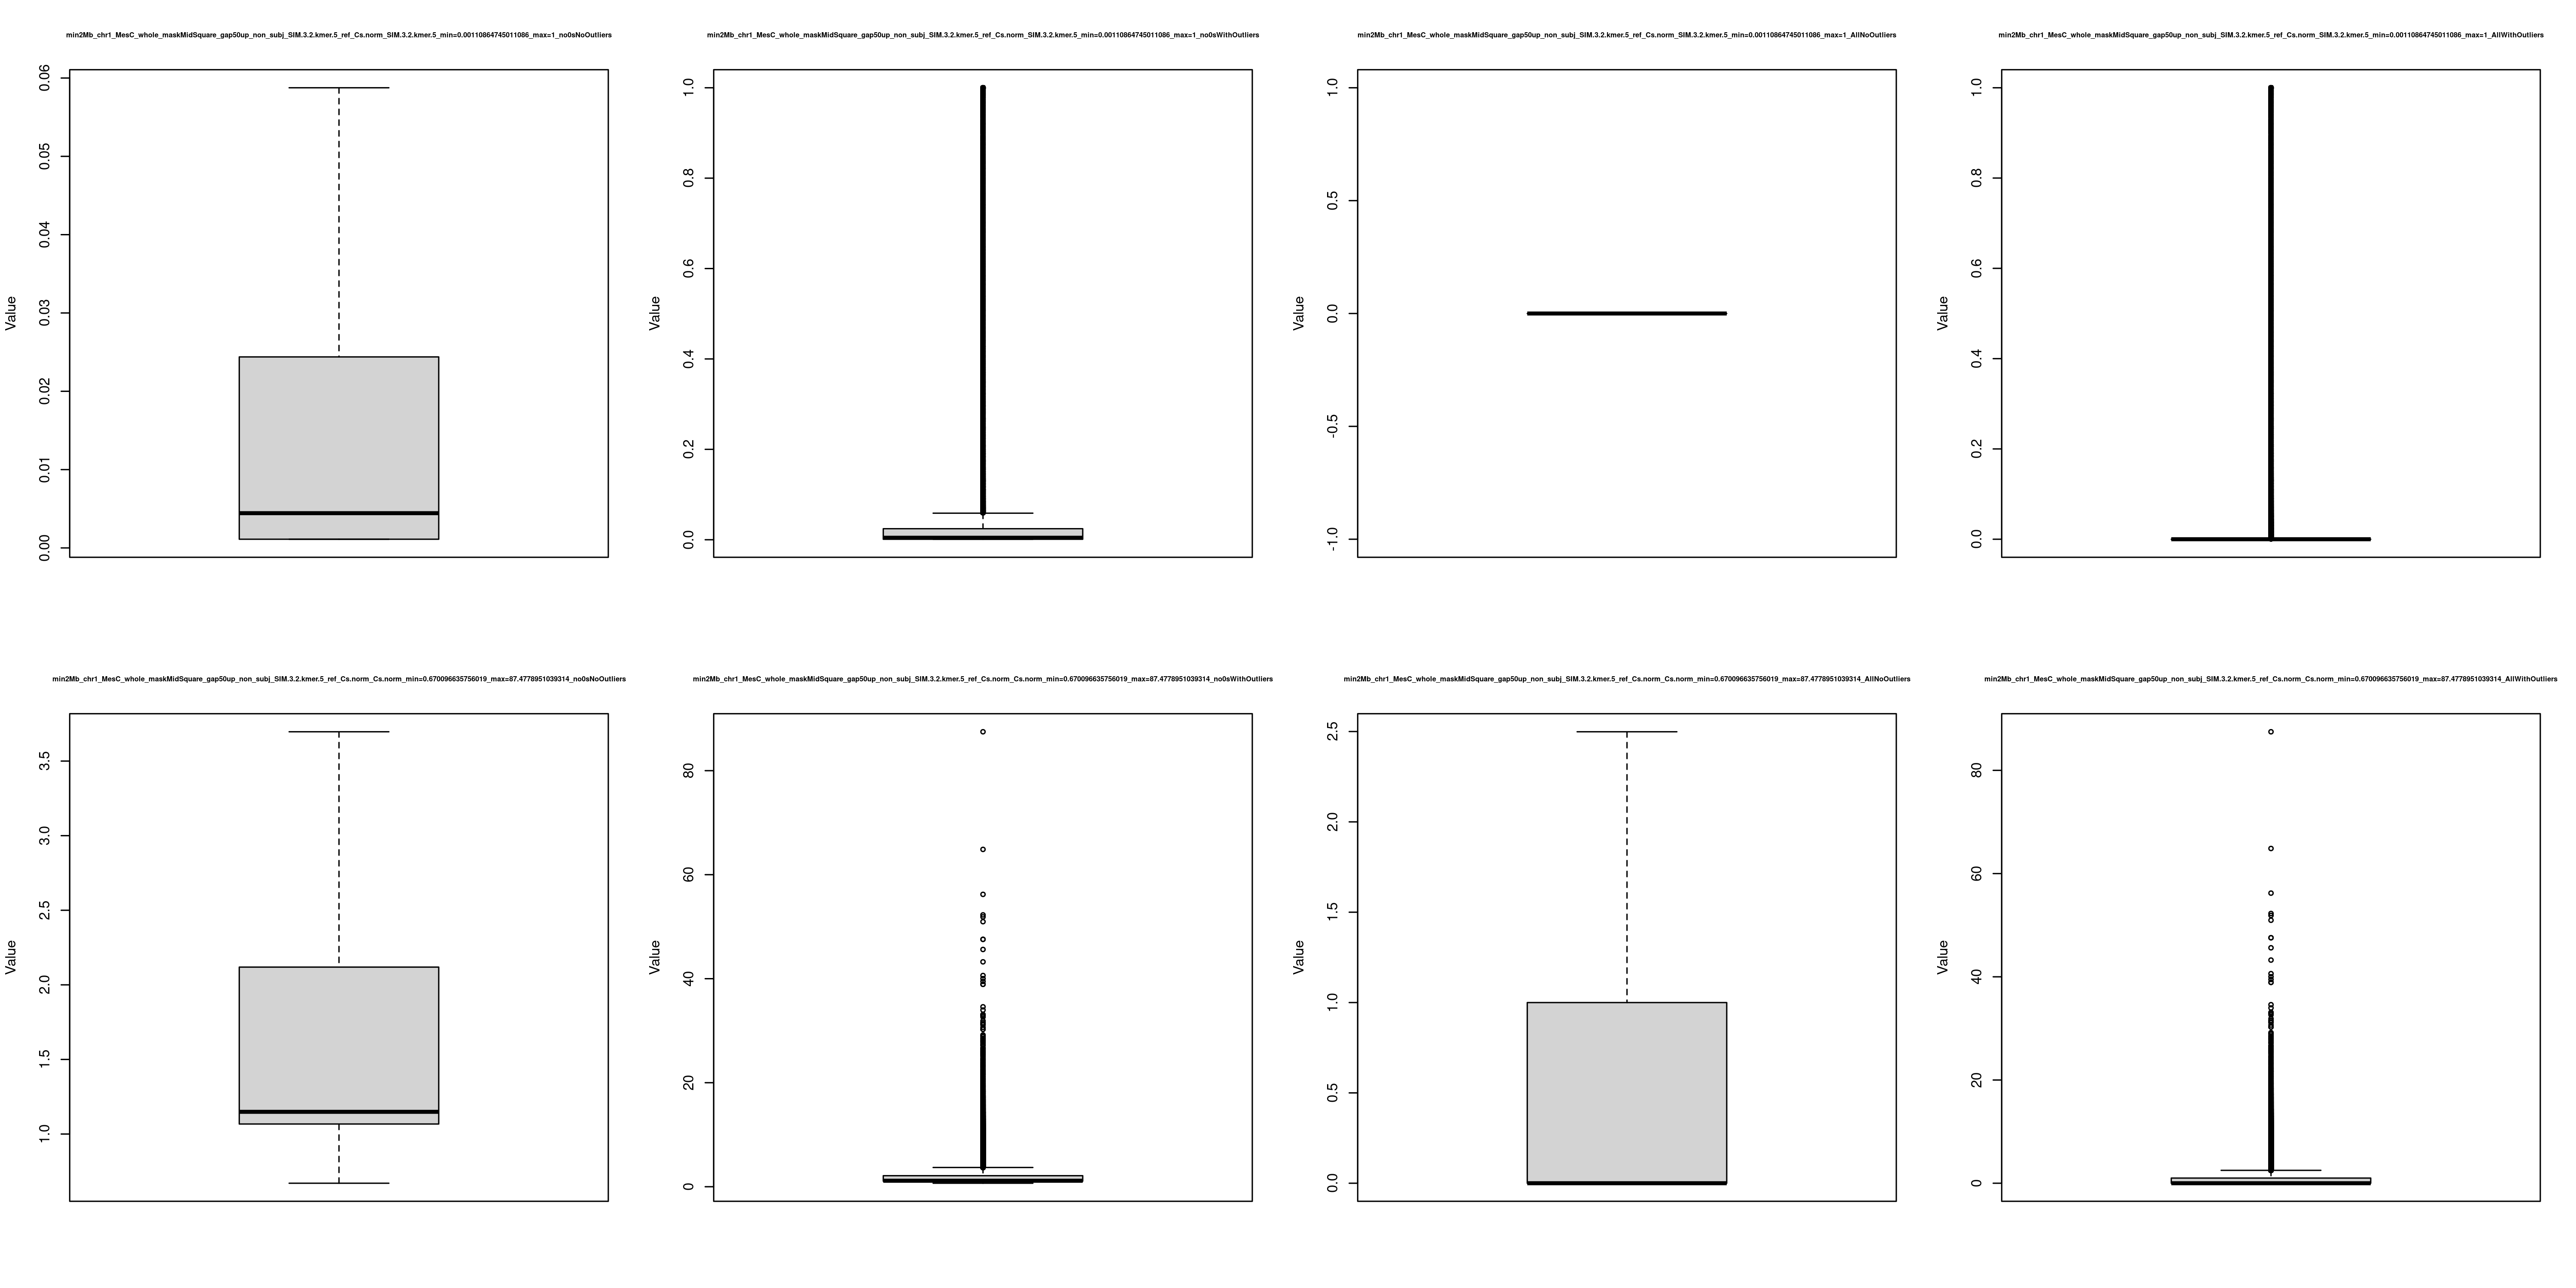 min2Mb_chr1_MesC_whole_maskMidSquare_gap50up_non_subj_SIM.3.2.kmer.5_ref_Cs.norm_SIM.3.2.kmer.5_min=0.00110864745011086_max=1_no0sNoOutliers
Value
0.06
0.05
0.04
0.03
0.02
0.01
0.00
min2Mb_chr1_MesC_whole_maskMidSquare_gap50up_non_subj_SIM.3.2.kmer.5_ref_Cs.norm_SIM.3.2.kmer.5_min=0.00110864745011086_max=1_no0sWithOutliers
Value
1.0
0.8
0.6
0.4
0.2
0.0
min2Mb_chr1_MesC_whole_maskMidSquare_gap50up_non_subj_SIM.3.2.kmer.5_ref_Cs.norm_SIM.3.2.kmer.5_min=0.00110864745011086_max=1_AllNoOutliers
Value
1.0
0.5
0.0
-0.5
-1.0
min2Mb_chr1_MesC_whole_maskMidSquare_gap50up_non_subj_SIM.3.2.kmer.5_ref_Cs.norm_SIM.3.2.kmer.5_min=0.00110864745011086_max=1_AllWithOutliers
Value
1.0
0.8
0.6
0.4
0.2
0.0
min2Mb_chr1_MesC_whole_maskMidSquare_gap50up_non_subj_SIM.3.2.kmer.5_ref_Cs.norm_Cs.norm_min=0.670096635756019_max=87.4778951039314_no0sNoOutliers
Value
3.5
3.0
2.5
2.0
1.5
1.0
min2Mb_chr1_MesC_whole_maskMidSquare_gap50up_non_subj_SIM.3.2.kmer.5_ref_Cs.norm_Cs.norm_min=0.670096635756019_max=87.4778951039314_no0sWithOutliers
Value
80
60
40
20
0
min2Mb_chr1_MesC_whole_maskMidSquare_gap50up_non_subj_SIM.3.2.kmer.5_ref_Cs.norm_Cs.norm_min=0.670096635756019_max=87.4778951039314_AllNoOutliers
Value
2.5
2.0
1.5
1.0
0.5
0.0
min2Mb_chr1_MesC_whole_maskMidSquare_gap50up_non_subj_SIM.3.2.kmer.5_ref_Cs.norm_Cs.norm_min=0.670096635756019_max=87.4778951039314_AllWithOutliers
Value
80
60
40
20
0